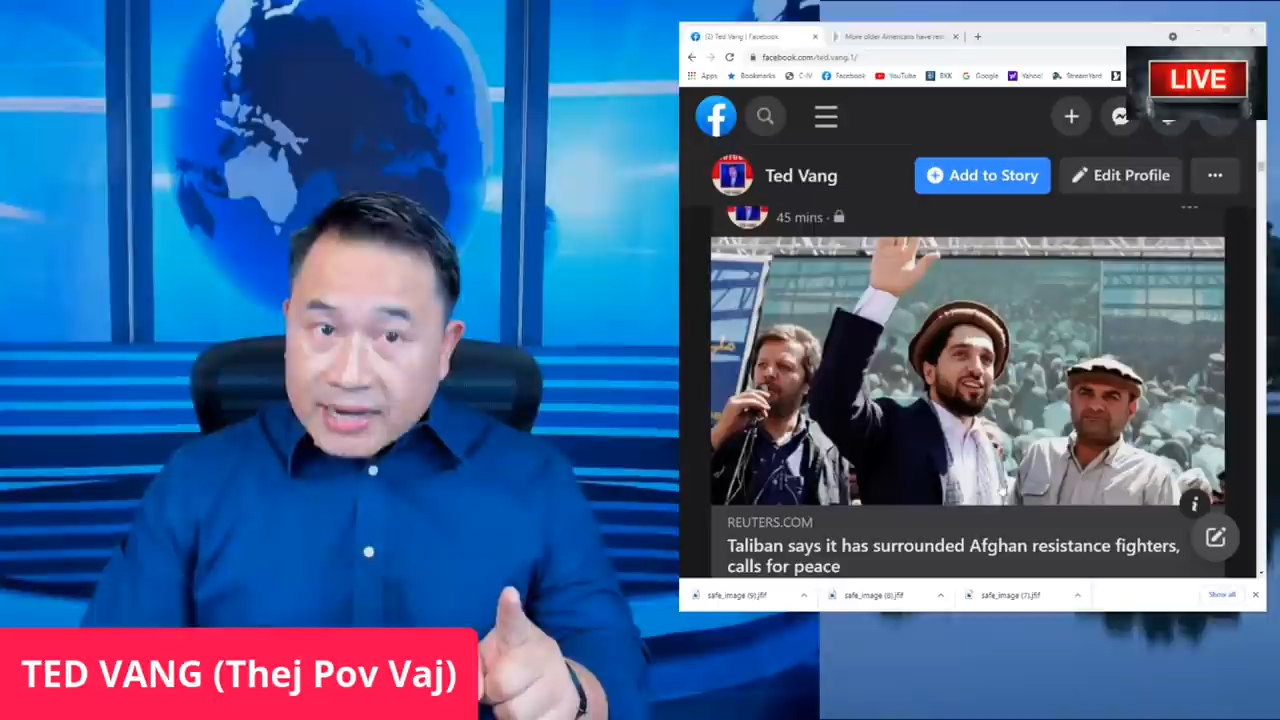 (2) Ted Vang | Facebook
More older Americans have res
facebook.com/ted.vang.1/
Apps
Bookmarks
Facebook
YouTube
BKK
Google
Yahoo!
StreamYard
LIVE
Ted Vang
Add to Story
Edit Profile
45 mins
REUTERS.COM
Taliban says it has surrounded Afghan resistance fighters,
calls for peace
safe_image (9).jfif
safe_image (8).jfif
safe_image (7).jfif
Show all
TED VANG (Thej Pov Vaj)